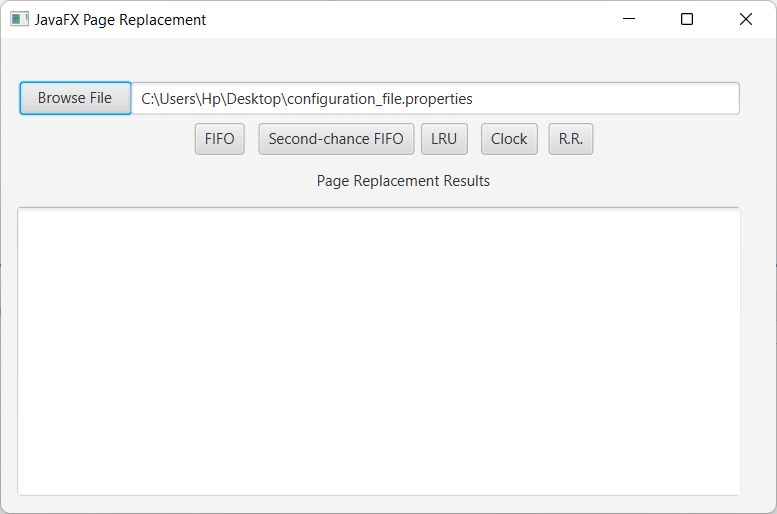 JavaFX Page Replacement
Browse File C:\Users\Hp\Desktop\configuration_file.properties
FIFO Second-chance FIFO LRU Clock R.R.
Page Replacement Results